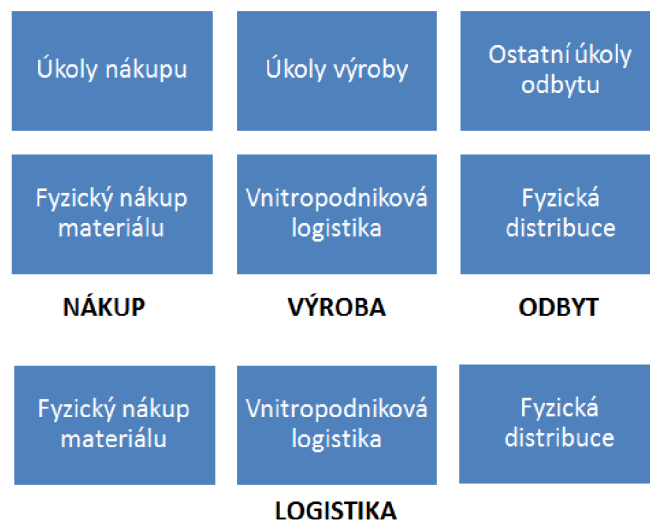 Úkoly nákupu
Úkoly výroby
Ostatní úkoly
odbytu
Fyzický nákup
materiálu
Vnitropodniková
logistika
Fyzická
distribuce
NÁKUP
VÝROBA
ODBYT
Fyzický nákup
materiálu
Vnitropodniková
logistika
Fyzická
distribuce
LOGISTIKA